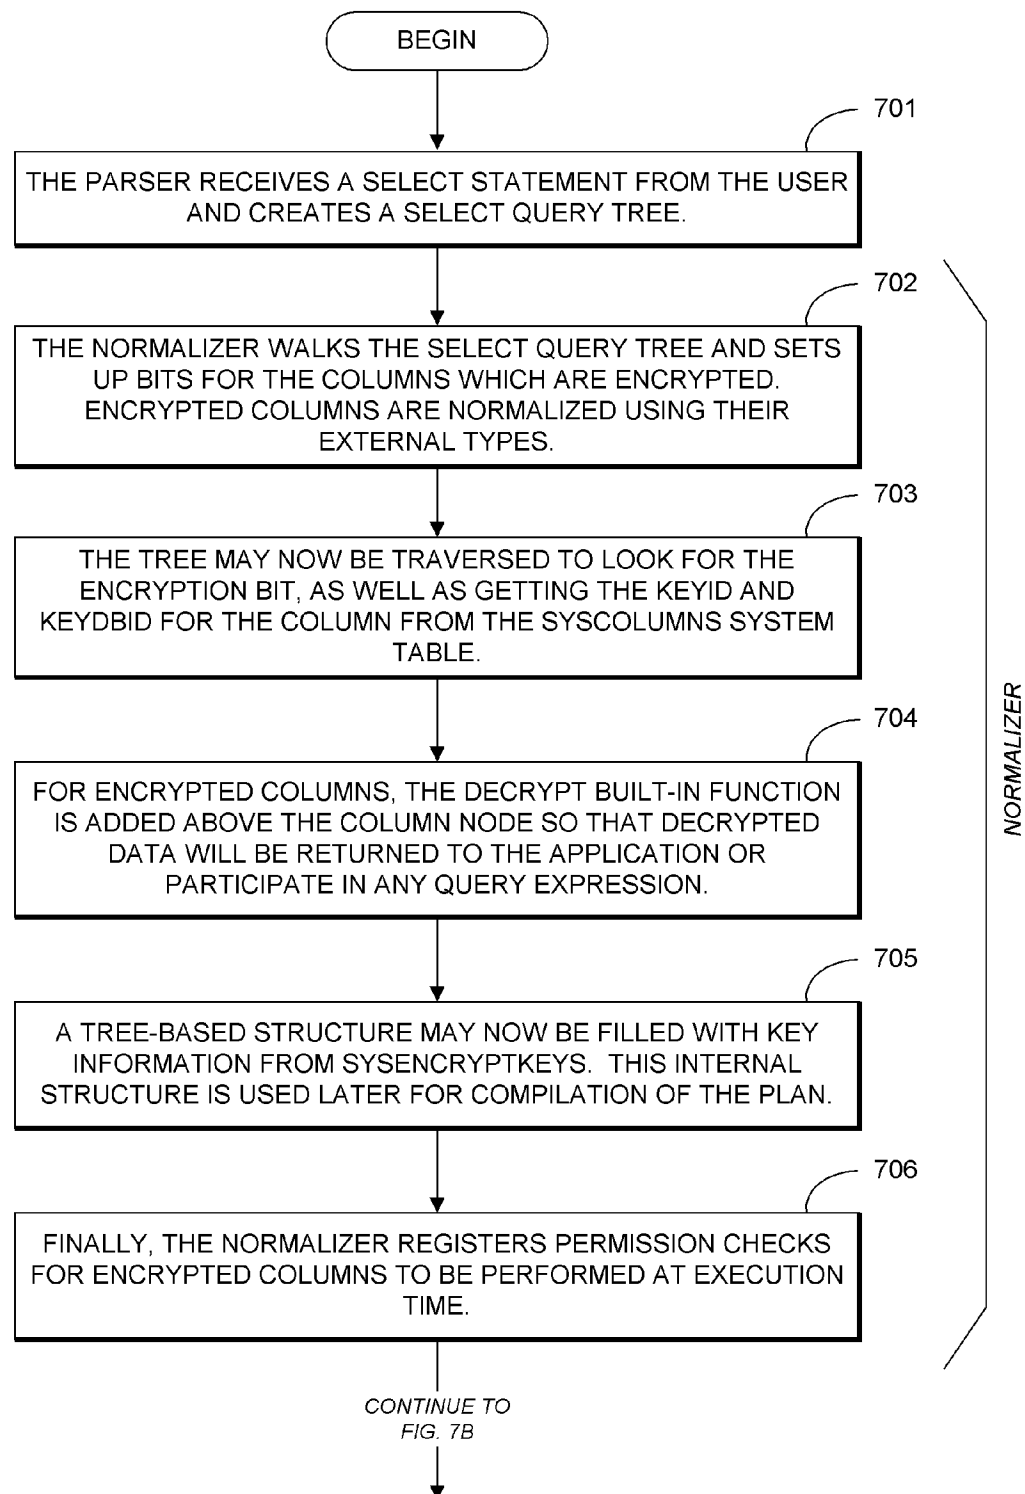 BEGIN
701
THE PARSER RECEIVES A SELECT STATEMENT FROM THE USER
AND CREATES A SELECT QUERY TREE.
702
THE NORMALIZER WALKS THE SELECT QUERY TREE AND SETS
UP BITS FOR THE COLUMNS WHICH ARE ENCRYPTED.
ENCRYPTED COLUMNS ARE NORMALIZED USING THEIR
EXTERNAL TYPES.
703
THE TREE MAY NOW BE TRAVERSED TO LOOK FOR THE
ENCRYPTION BIT, AS WELL AS GETTING THE KEYID AND
KEYDBID FOR THE COLUMN FROM THE SYSCOLUMNS SYSTEM
TABLE.
704
FOR ENCRYPTED COLUMNS, THE DECRYPT BUILT-IN FUNCTION
IS ADDED ABOVE THE COLUMN NODE SO THAT DECRYPTED
DATA WILL BE RETURNED TO THE APPLICATION OR
PARTICIPATE IN ANY QUERY EXPRESSION.
NORMALIZER
705
A TREE-BASED STRUCTURE MAY NOW BE FILLED WITH KEY
INFORMATION FROM SYSENCRYPTKEYS. THIS INTERNAL
STRUCTURE IS USED LATER FOR COMPILATION OF THE PLAN.
706
FINALLY, THE NORMALIZER REGISTERS PERMISSION CHECKS
FOR ENCRYPTED COLUMNS TO BE PERFORMED AT EXECUTION
TIME.
CONTINUE TO
FIG. 7B